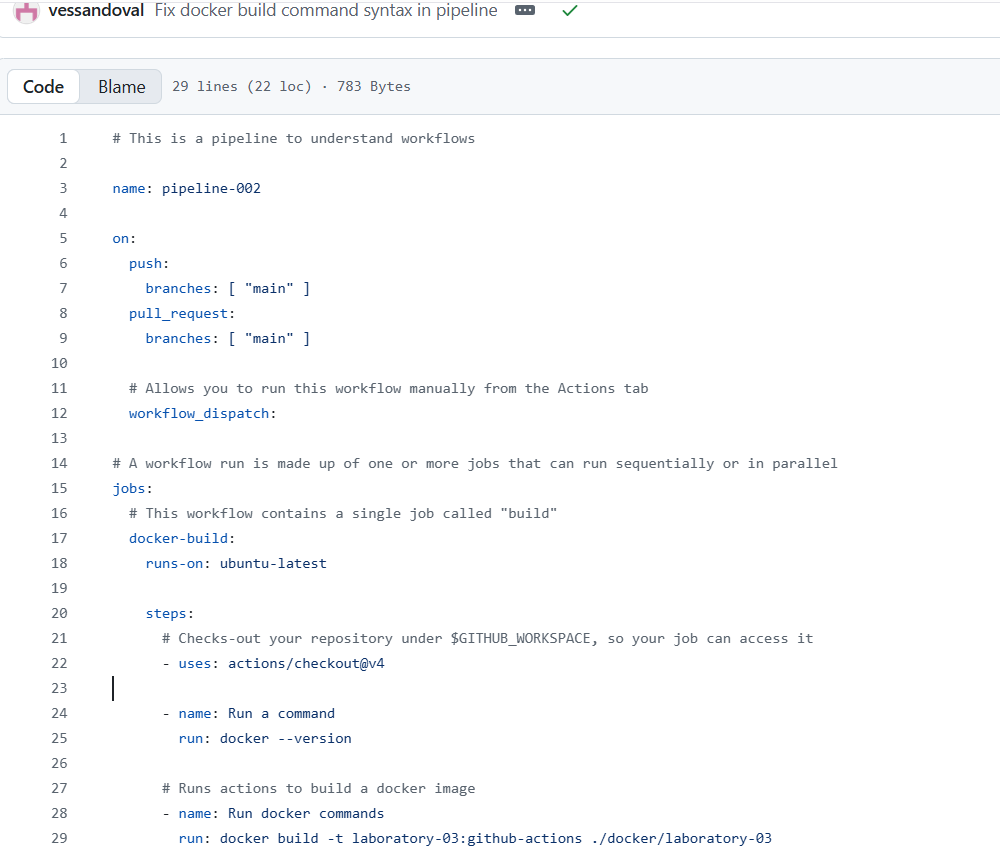 vessandoval Fix docker build command syntax in pipeline
Code Blame 29 lines (22 loc) · 783 Bytes
1 # This is a pipeline to understand workflows
2
3 name: pipeline-002
4
5 on:
6   push:
7     branches: [ "main" ]
8   pull_request:
9     branches: [ "main" ]
10
11   # Allows you to run this workflow manually from the Actions tab
12   workflow_dispatch:
13
14 # A workflow run is made up of one or more jobs that can run sequentially or in parallel
15 jobs:
16   # This workflow contains a single job called "build"
17   docker-build:
18     runs-on: ubuntu-latest
19
20     steps:
21       # Checks-out your repository under $GITHUB_WORKSPACE, so your job can access it
22       - uses: actions/checkout@v4
23
24       - name: Run a command
25         run: docker --version
26
27       # Runs actions to build a docker image
28       - name: Run docker commands
29         run: docker build -t laboratory-03:github-actions ./docker/laboratory-03